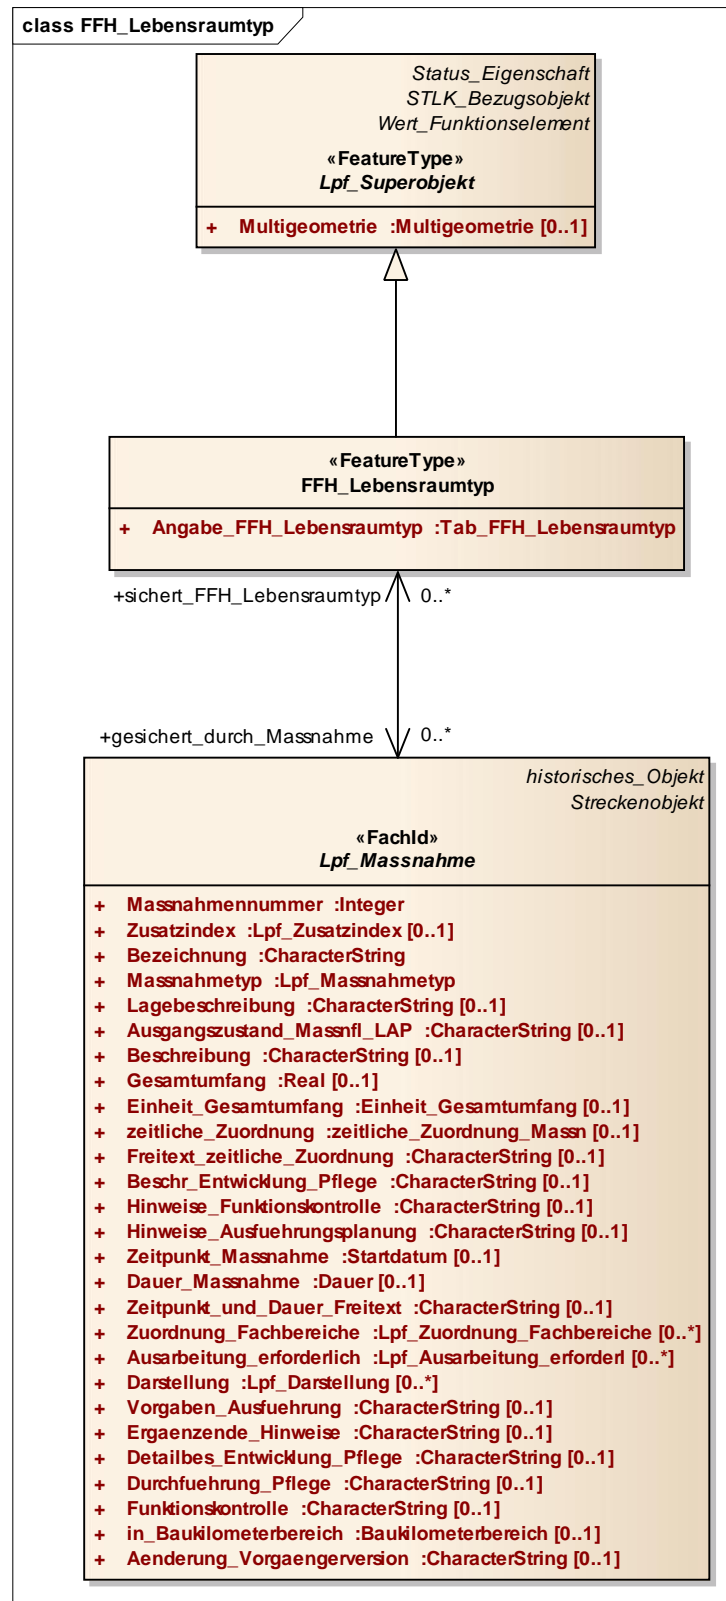 class FFH_Lebensraumtyp
Status_Eigenschaft
STLK_Bezugsobjekt
Wert_Funktionselement
«FeatureType»
Lpf_Superobjekt
+ Multigeometrie :Multigeometrie [0..1]
«FeatureType»
FFH_Lebensraumtyp
+ Angabe_FFH_Lebensraumtyp :Tab_FFH_Lebensraumtyp
+sichert_FFH_Lebensraumtyp 0..*
+gesichert_durch_Massnahme 0..*
historisches_Objekt
Streckenobjekt
«FachId»
Lpf_Massnahme
+ Massnahmennummer :Integer
+ Zusatzindex :Lpf_Zusatzindex [0..1]
+ Bezeichnung :CharacterString
+ Massnahmetyp :Lpf_Massnahmetyp
+ Lagebeschreibung :CharacterString [0..1]
+ Ausgangszustand_Massnfl_LAP :CharacterString [0..1]
+ Beschreibung :CharacterString [0..1]
+ Gesamtumfang :Real [0..1]
+ Einheit_Gesamtumfang :Einheit_Gesamtumfang [0..1]
+ zeitliche_Zuordnung :zeitliche_Zuordnung_Massn [0..1]
+ Freitext_zeitliche_Zuordnung :CharacterString [0..1]
+ Beschr_Entwicklung_Pflege :CharacterString [0..1]
+ Hinweise_Funktionskontrolle :CharacterString [0..1]
+ Hinweise_Ausfuehrungsplanung :CharacterString [0..1]
+ Zeitpunkt_Massnahme :Startdatum [0..1]
+ Dauer_Massnahme :Dauer [0..1]
+ Zeitpunkt_und_Dauer_Freitext :CharacterString [0..1]
+ Zuordnung_Fachbereiche :Lpf_Zuordnung_Fachbereiche [0..*]
+ Ausarbeitung_erforderlich :Lpf_Ausarbeitung_erforderl [0..*]
+ Darstellung :Lpf_Darstellung [0..*]
+ Vorgaben_Ausfuehrung :CharacterString [0..1]
+ Ergaenzende_Hinweise :CharacterString [0..1]
+ Detailbes_Entwicklung_Pflege :CharacterString [0..1]
+ Durchfuehrung_Pflege :CharacterString [0..1]
+ Funktionskontrolle :CharacterString [0..1]
+ in_Baukilometerbereich :Baukilometerbereich [0..1]
+ Aenderung_Vorgaengerversion :CharacterString [0..1]